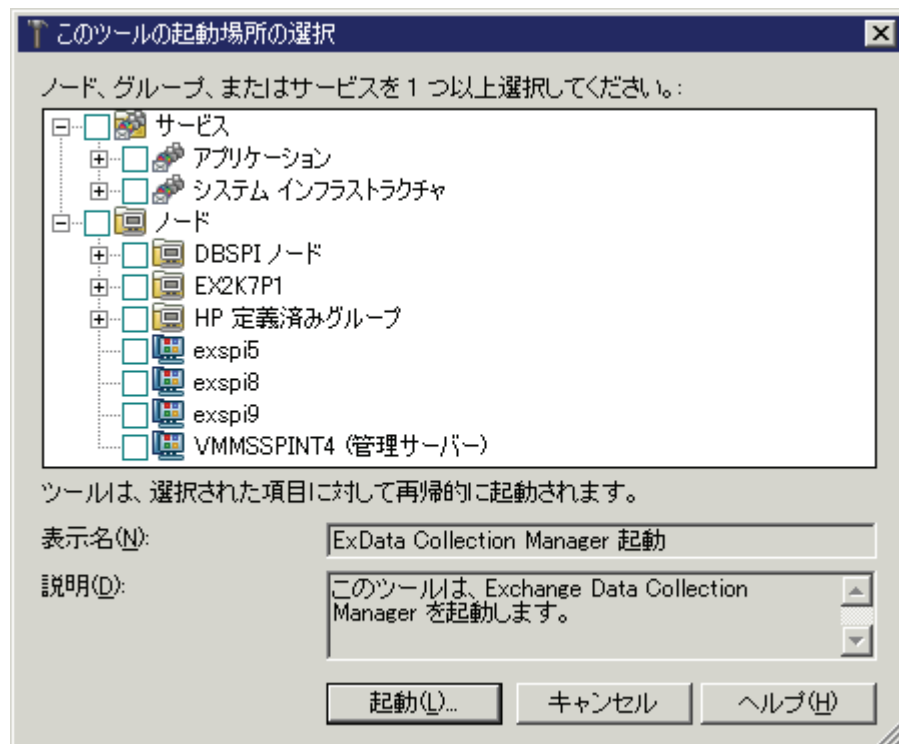 このツールの起動場所の選択
ノード、グループ、またはサービスを1 つ以上選択してください。:
サービス
アプリケーション
システム インフラストラクチャ
ノード
DBSPI ノード
EX2K7P1
HP 定義済みグループ
exspi5
exspi8
exspi9
VMMSSPINT4 (管理サーバー)
ツールは、選択された項目に対して再帰的に起動されます。
表示名(N): ExData Collection Manager 起動
説明(D): このツールは、Exchange Data Collection
Manager を起動します。
起動(L)... キャンセル ヘルプ(H)